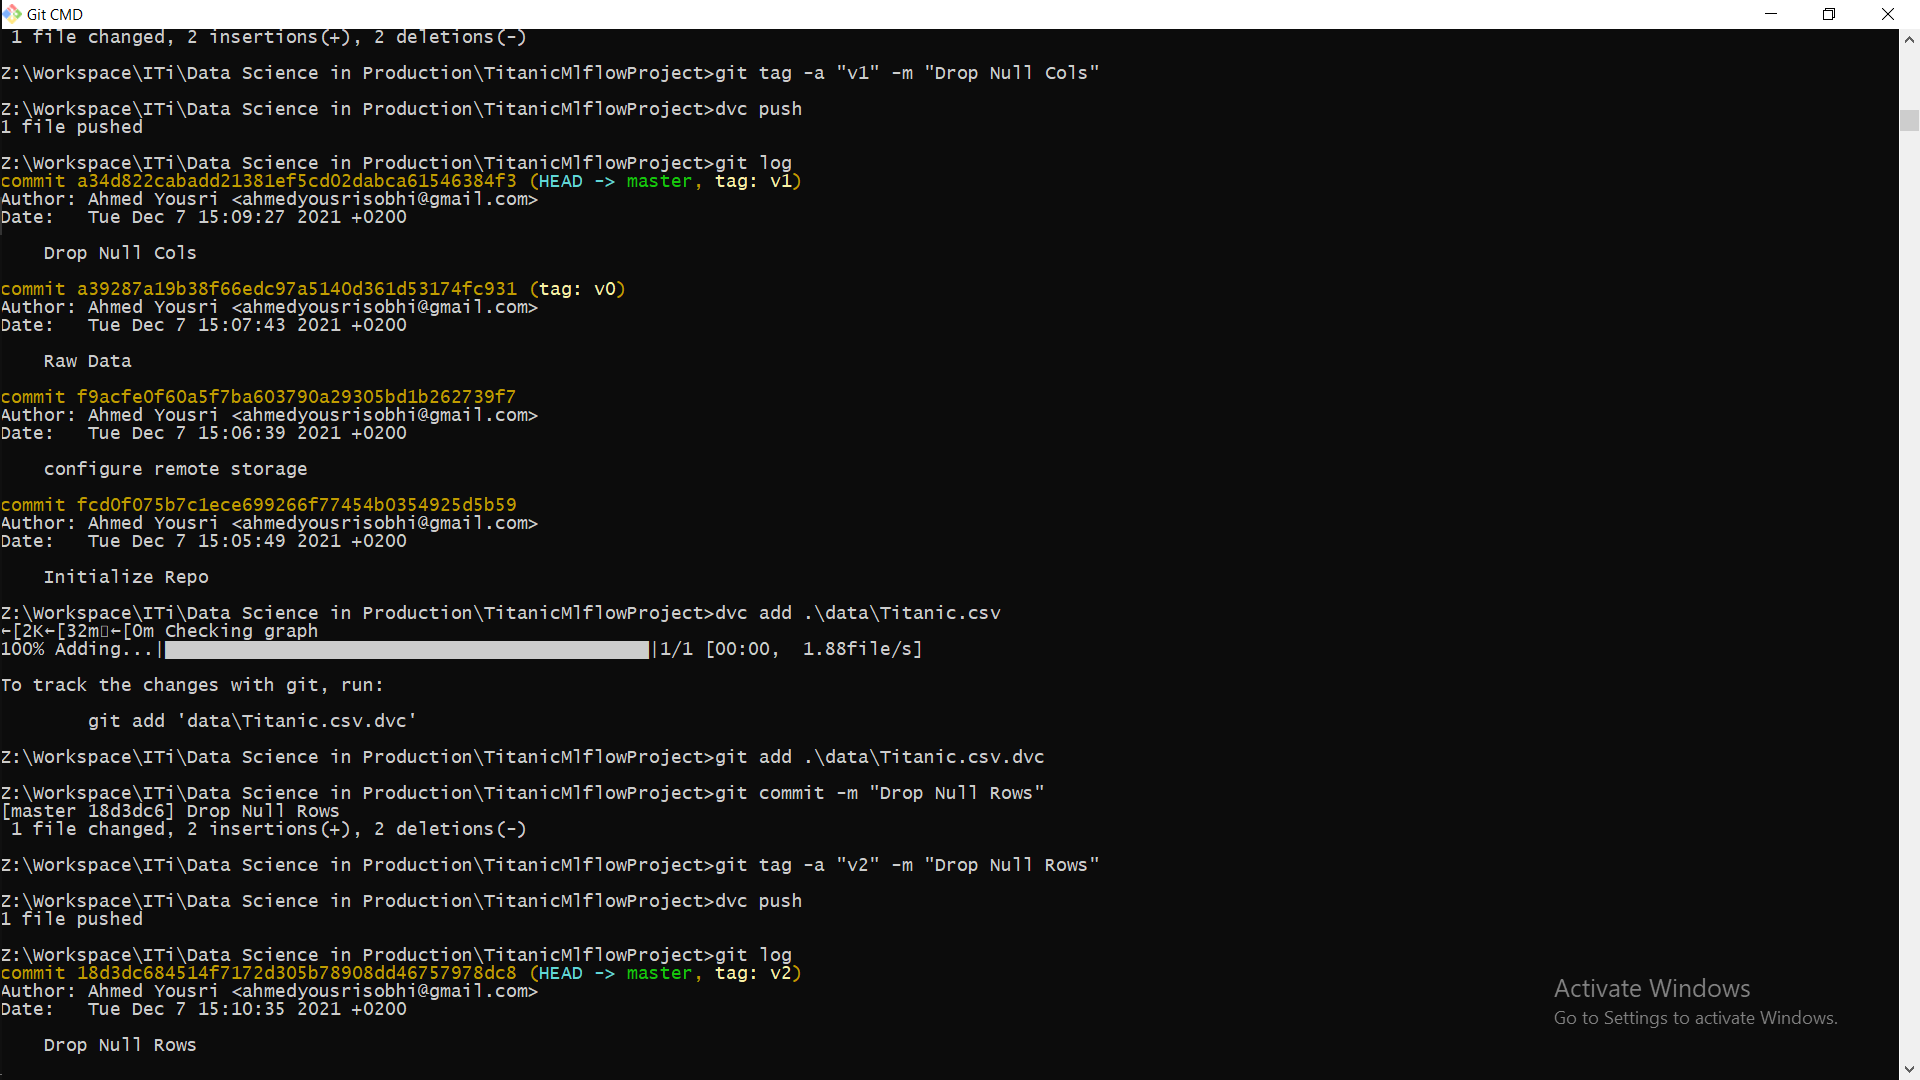 Git CMD
 1 file changed, 2 insertions(+), 2 deletions(-)
Z:\Workspace\ITi\Data Science in Production\TitanicMlflowProject>git tag -a "v1" -m "Drop Null Cols"
Z:\Workspace\ITi\Data Science in Production\TitanicMlflowProject>dvc push
1 file pushed
Z:\Workspace\ITi\Data Science in Production\TitanicMlflowProject>git log
commit a34d822cabadd21381ef5cd02dabca61546384f3 (HEAD -> master, tag: v1)
Author: Ahmed Yousri <ahmedyousrisobhi@gmail.com>
Date:   Tue Dec 7 15:09:27 2021 +0200
    Drop Null Cols
commit a39287a19b38f66edc97a5140d361d53174fc931 (tag: v0)
Author: Ahmed Yousri <ahmedyousrisobhi@gmail.com>
Date:   Tue Dec 7 15:07:43 2021 +0200
    Raw Data
commit f9acfe0f60a5f7ba603790a29305bd1b262739f7
Author: Ahmed Yousri <ahmedyousrisobhi@gmail.com>
Date:   Tue Dec 7 15:06:39 2021 +0200
    configure remote storage
commit fcd0f075b7c1ece699266f77454b0354925d5b59
Author: Ahmed Yousri <ahmedyousrisobhi@gmail.com>
Date:   Tue Dec 7 15:05:49 2021 +0200
    Initialize Repo
Z:\Workspace\ITi\Data Science in Production\TitanicMlflowProject>dvc add .\data\Titanic.csv
←[2K←[32m▯←[0m Checking graph
100% Adding...|                                            |1/1 [00:00,  1.88file/s]
To track the changes with git, run:
        git add 'data\Titanic.csv.dvc'
Z:\Workspace\ITi\Data Science in Production\TitanicMlflowProject>git add .\data\Titanic.csv.dvc
Z:\Workspace\ITi\Data Science in Production\TitanicMlflowProject>git commit -m "Drop Null Rows"
[master 18d3dc6] Drop Null Rows
 1 file changed, 2 insertions(+), 2 deletions(-)
Z:\Workspace\ITi\Data Science in Production\TitanicMlflowProject>git tag -a "v2" -m "Drop Null Rows"
Z:\Workspace\ITi\Data Science in Production\TitanicMlflowProject>dvc push
1 file pushed
Z:\Workspace\ITi\Data Science in Production\TitanicMlflowProject>git log
commit 18d3dc684514f7172d305b78908dd46757978dc8 (HEAD -> master, tag: v2)
Author: Ahmed Yousri <ahmedyousrisobhi@gmail.com>
Date:   Tue Dec 7 15:10:35 2021 +0200
    Drop Null Rows
Activate Windows
Go to Settings to activate Windows.